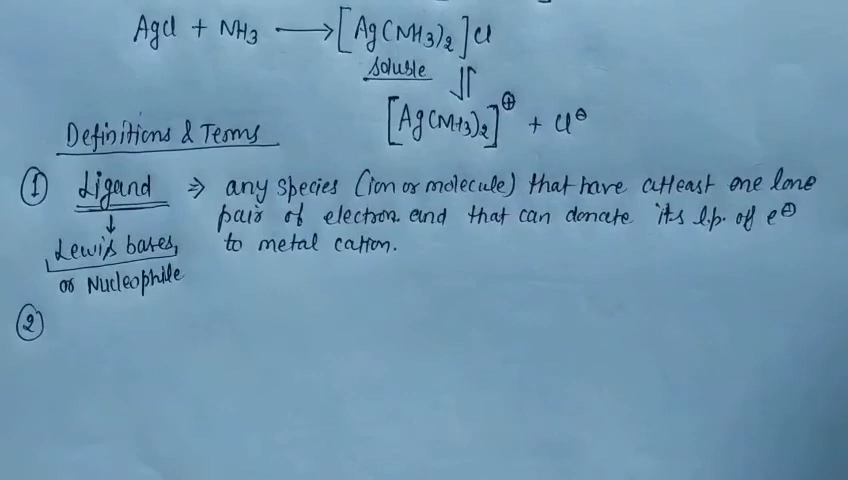 AgCl + NH3 ⟶ [Ag(NH3)2]Cl
soluble ⇌
[Ag(NH3)2]⊕ + Cl⊖
Definitions & Terms
① Ligand ⇒ any species (ion or molecule) that have atleast one lone
pair of electron. and that can donate its l.p. of e⊖
↓
Lewis bases, to metal cation.
or Nucleophile
②